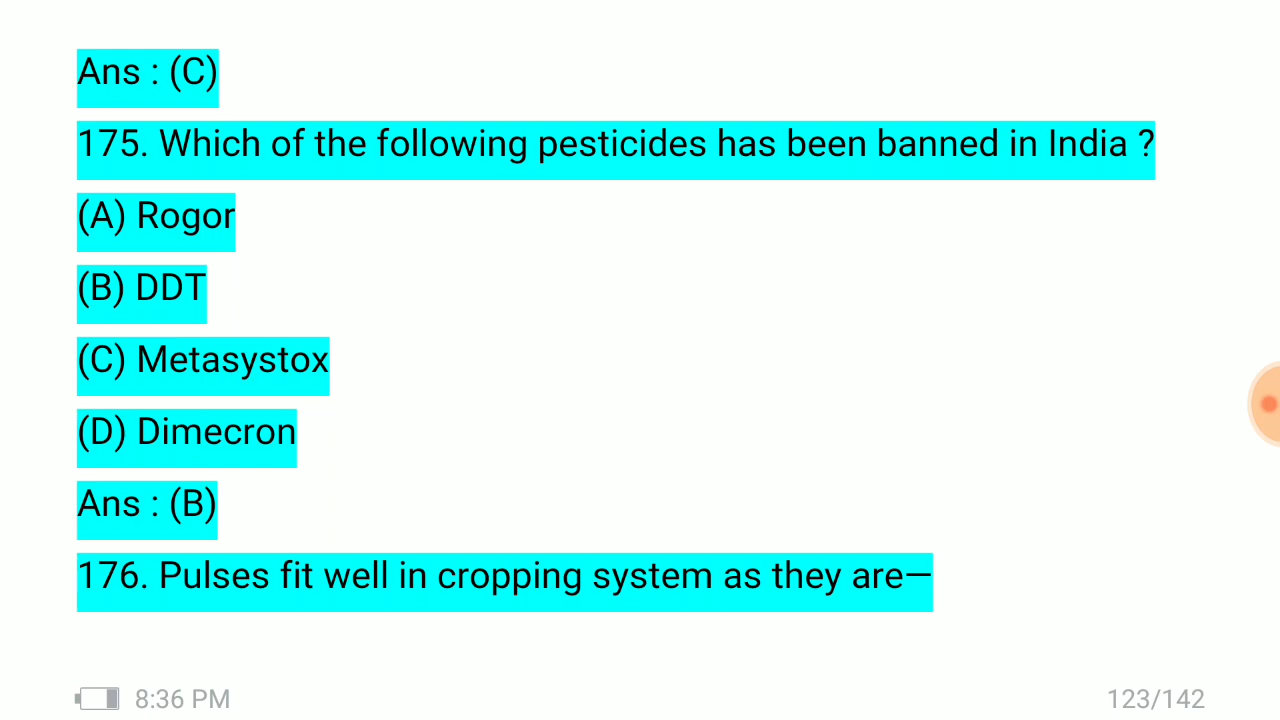 Ans : (C)
175. Which of the following pesticides has been banned in India ?
(A) Rogor
(B) DDT
(C) Metasystox
(D) Dimecron
Ans : (B)
176. Pulses fit well in cropping system as they are—
8:36 PM 123/142